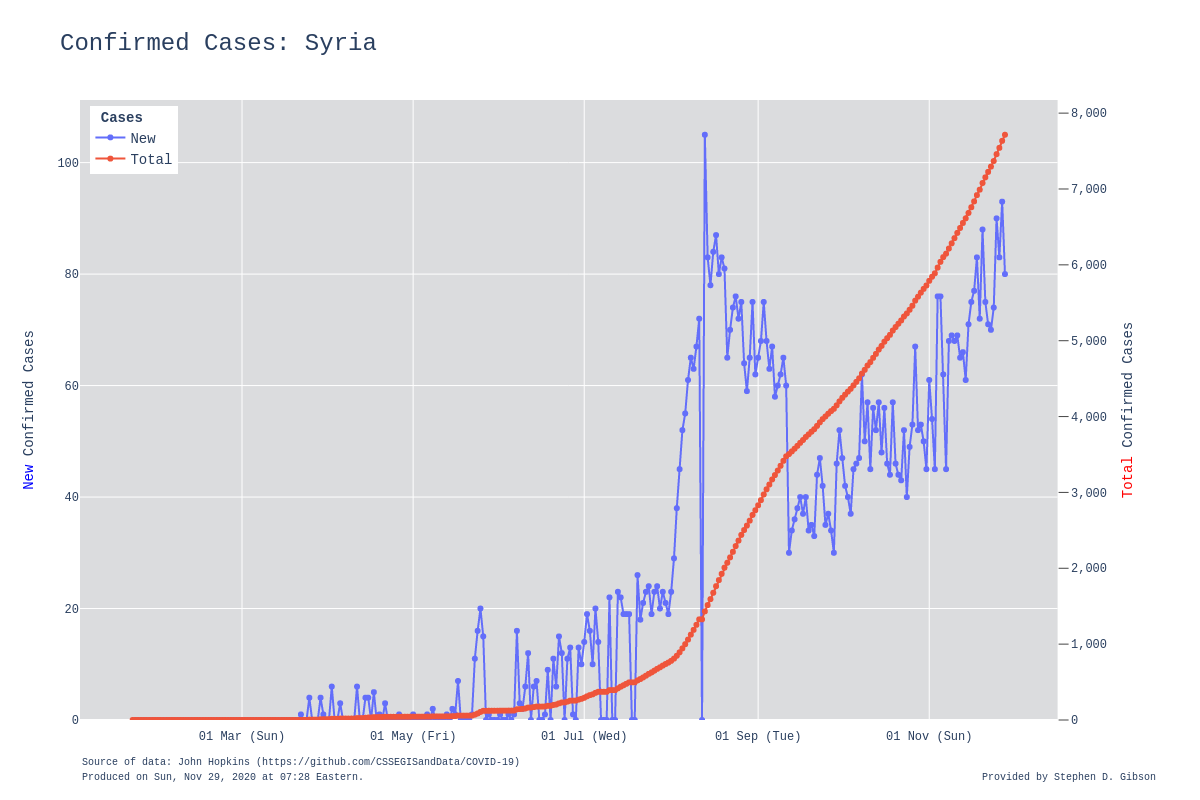 Confirmed Cases: Syria
Cases
New
Total
100
80
60
40
20
0
8,000
7,000
6,000
5,000
4,000
3,000
2,000
1,000
0
New Confirmed Cases
Total Confirmed Cases
01 Mar (Sun) 01 May (Fri) 01 Jul (Wed) 01 Sep (Tue) 01 Nov (Sun)
Source of data: John Hopkins (https://github.com/CSSEGISandData/COVID-19)
Produced on Sun, Nov 29, 2020 at 07:28 Eastern.
Provided by Stephen D. Gibson